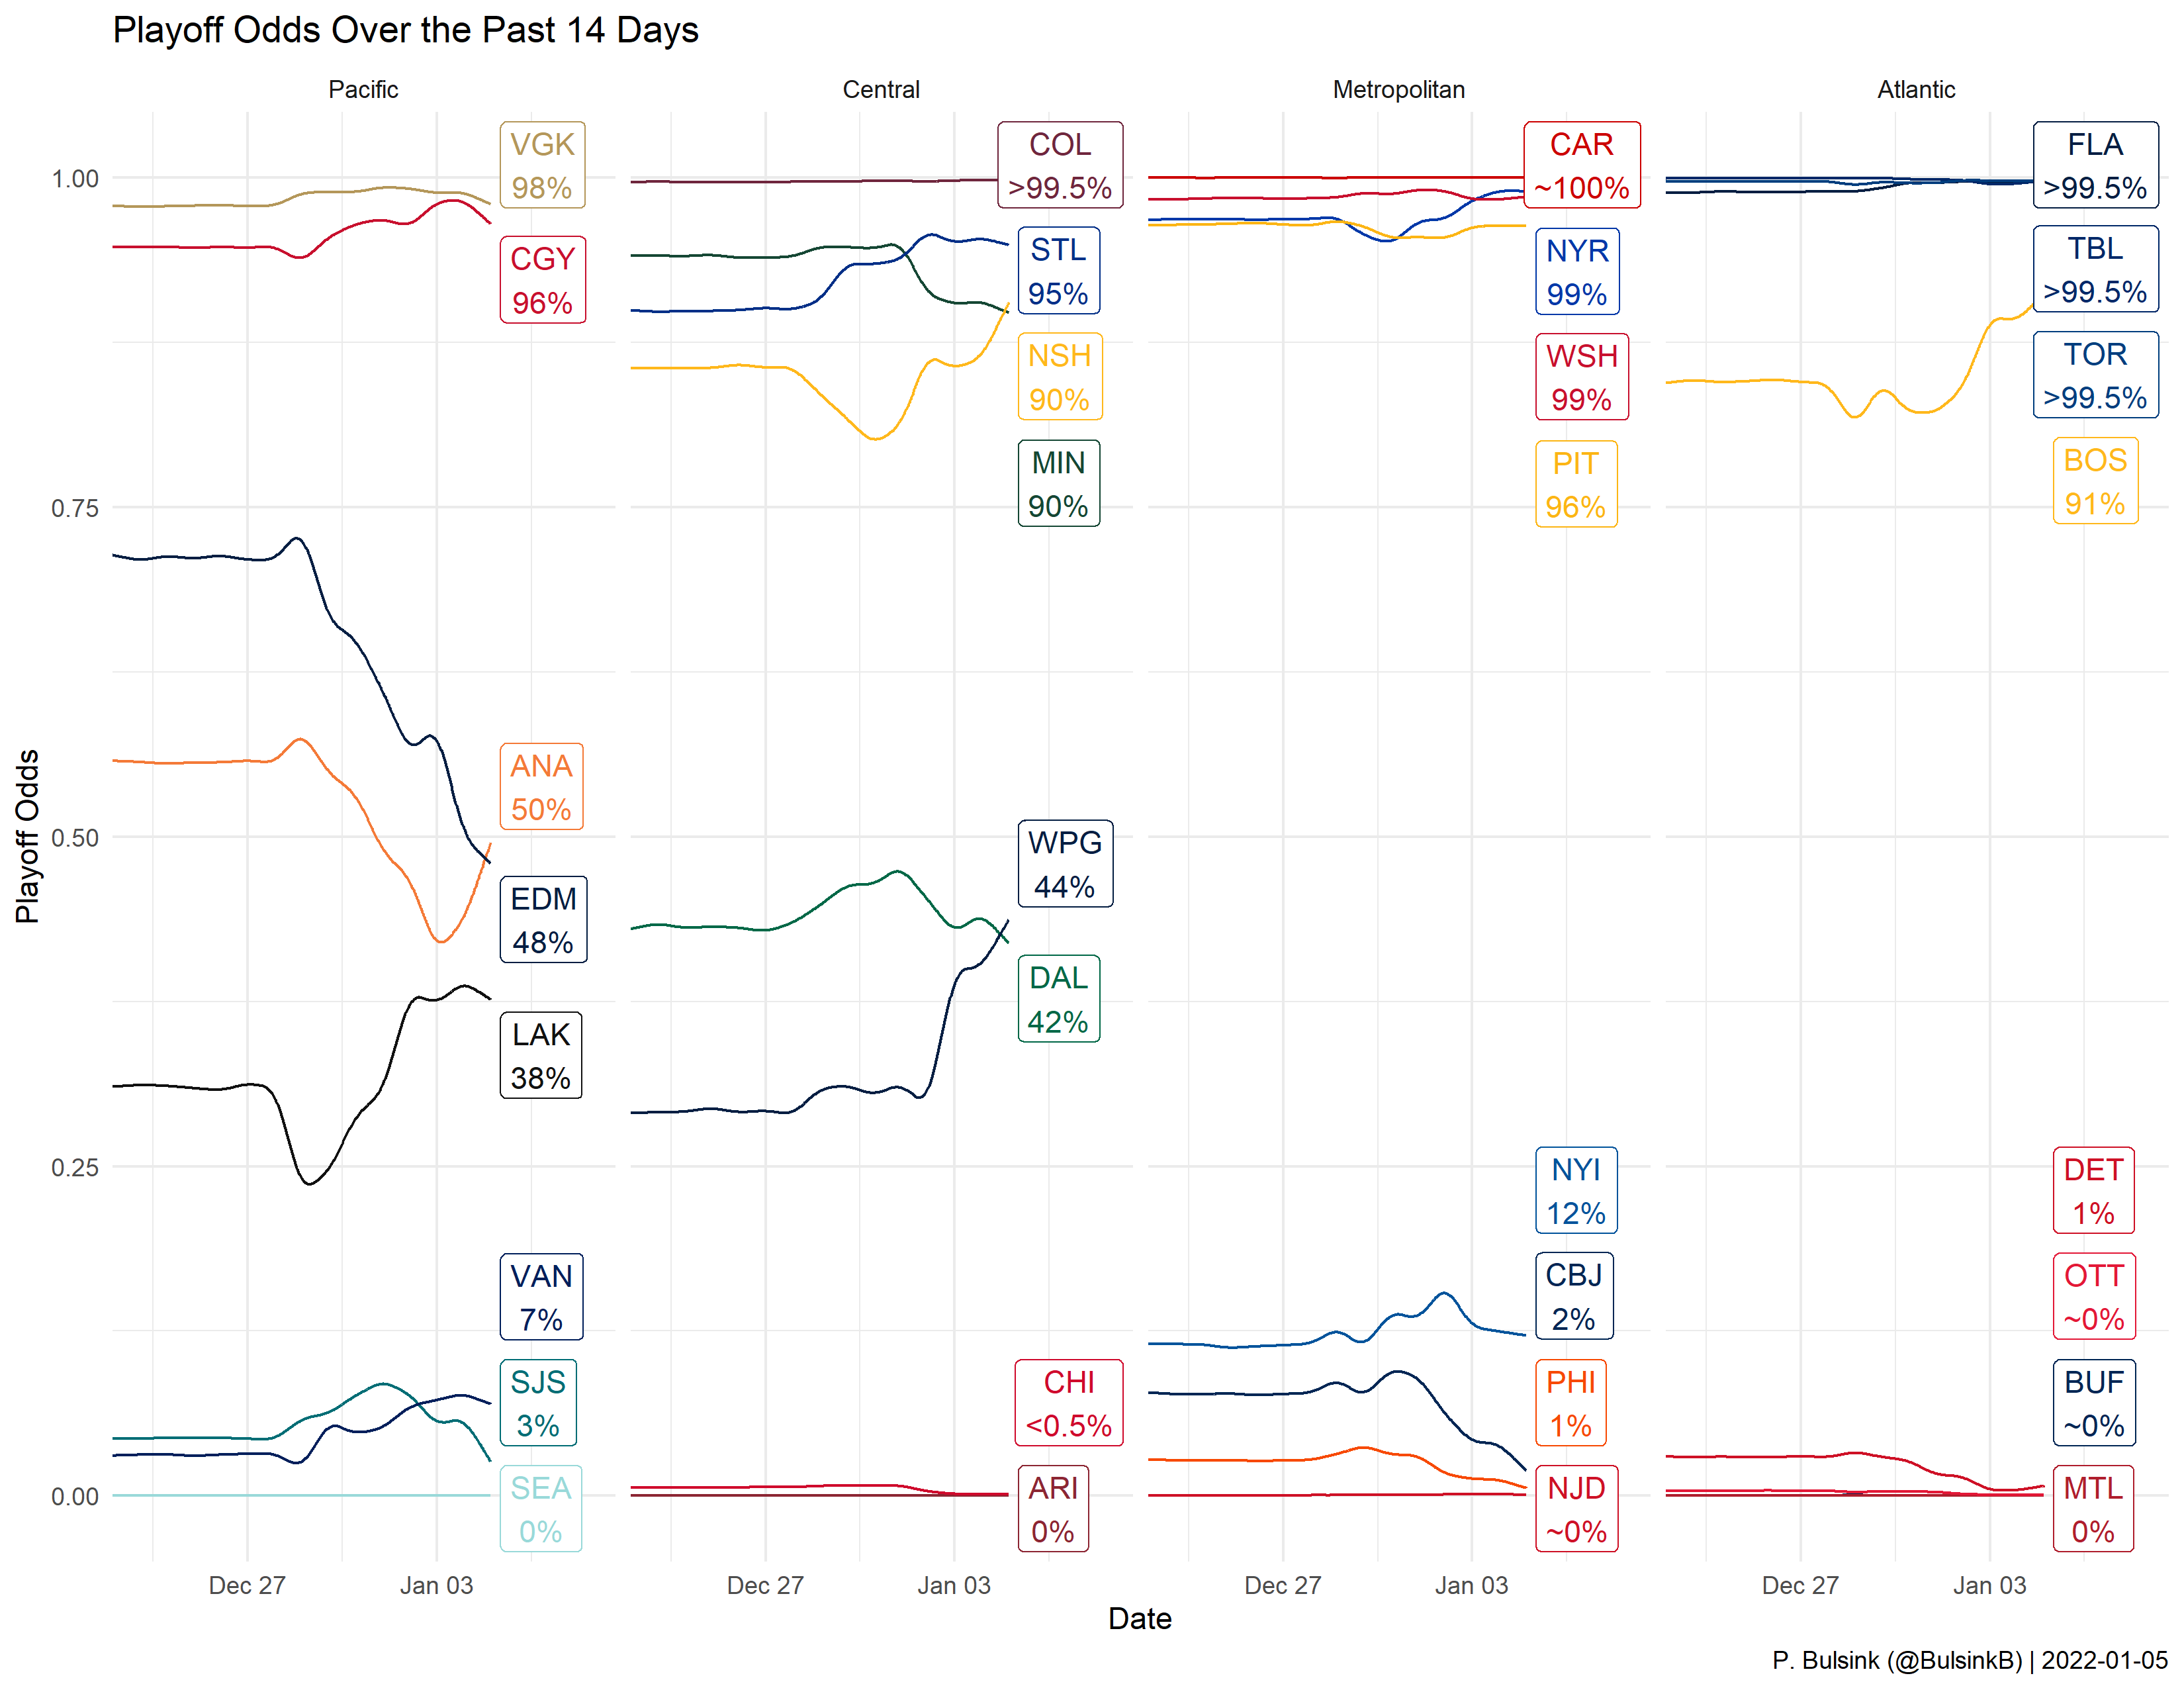 Playoff Odds Over the Past 14 Days
Pacific
Central
Metropolitan
Atlantic
Playoff Odds
1.00
0.75
0.50
0.25
0.00
VGK
98%
CGY
96%
ANA
50%
EDM
48%
LAK
38%
VAN
7%
SJS
3%
SEA
0%
COL
>99.5%
STL
95%
NSH
90%
MIN
90%
WPG
44%
DAL
42%
CHI
<0.5%
ARI
0%
CAR
~100%
NYR
99%
WSH
99%
PIT
96%
NYI
12%
CBJ
2%
PHI
1%
NJD
~0%
FLA
>99.5%
TBL
>99.5%
TOR
>99.5%
BOS
91%
DET
1%
OTT
~0%
BUF
~0%
MTL
0%
Dec 27
Jan 03
Dec 27
Jan 03
Dec 27
Jan 03
Dec 27
Jan 03
Date
P. Bulsink (@BulsinkB) | 2022-01-05